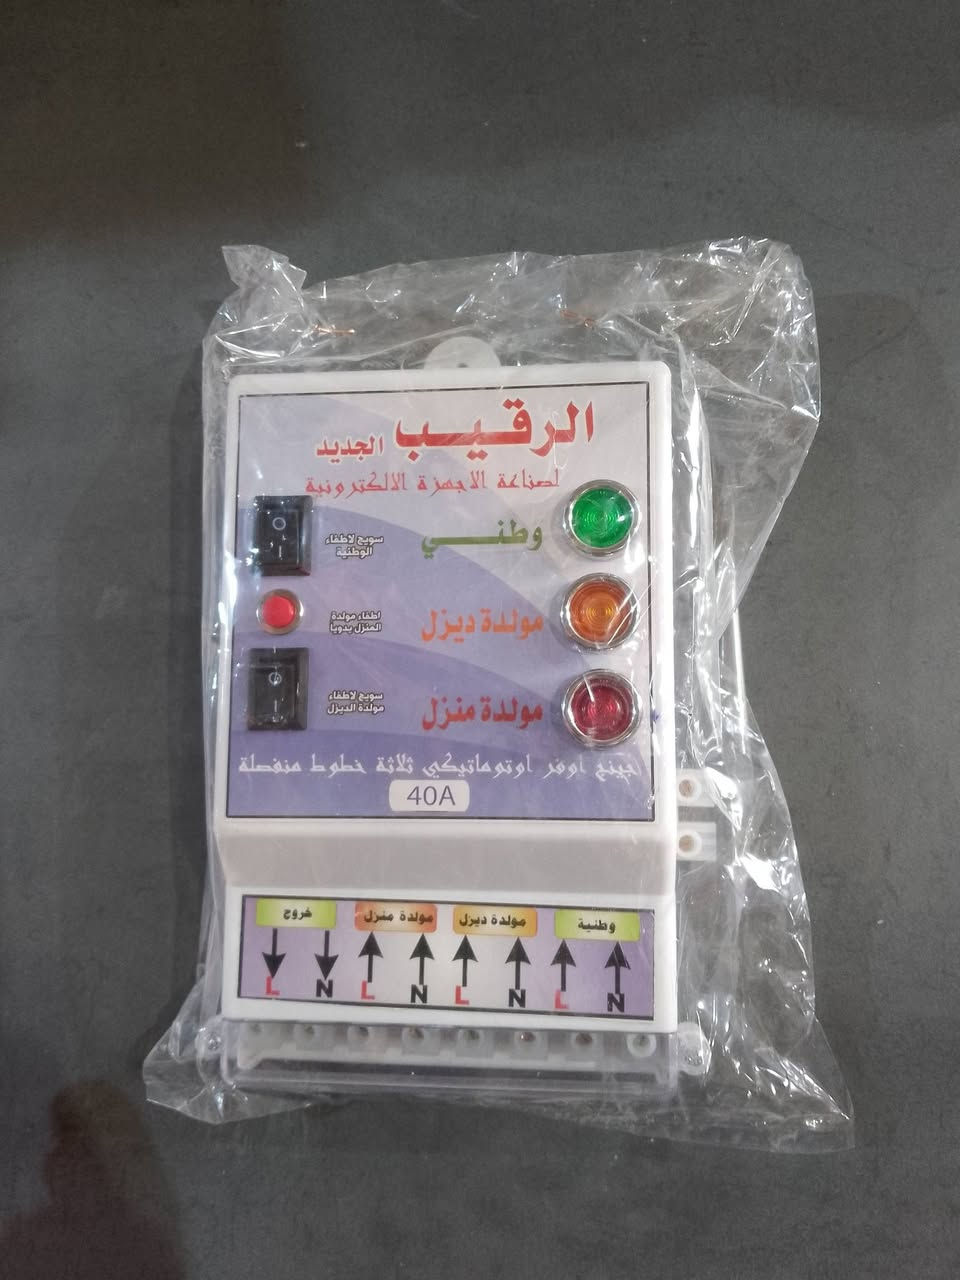 الرقيب الجديد
لصناعة الاجهزة الالكترونية
وطني
سويج لاطفاء
الوطنية
مولدة ديزل
اطفاء مولدة
المنزل يدويا
مولدة منزل
سويج لاطفاء
مولدة الديزل
جينج اوفر اوتوماتيكي ثلاثة خطوط منفصلة
40A
وطنية
مولدة ديزل
مولدة منزل
خروج
L N L N L L N N